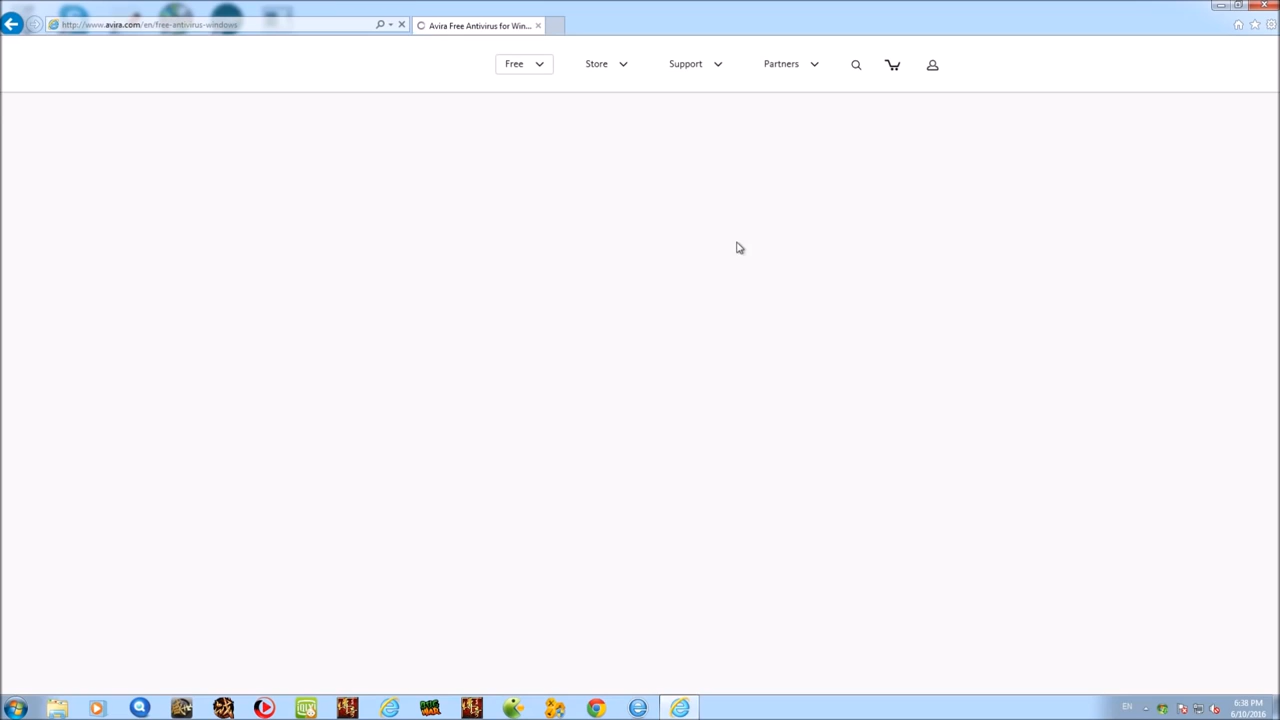 http://www.avira.com/en/free-antivirus-windows
Avira Free Antivirus for Win...
Free
Store
Support
Partners
EN
6:38 PM
6/10/2016